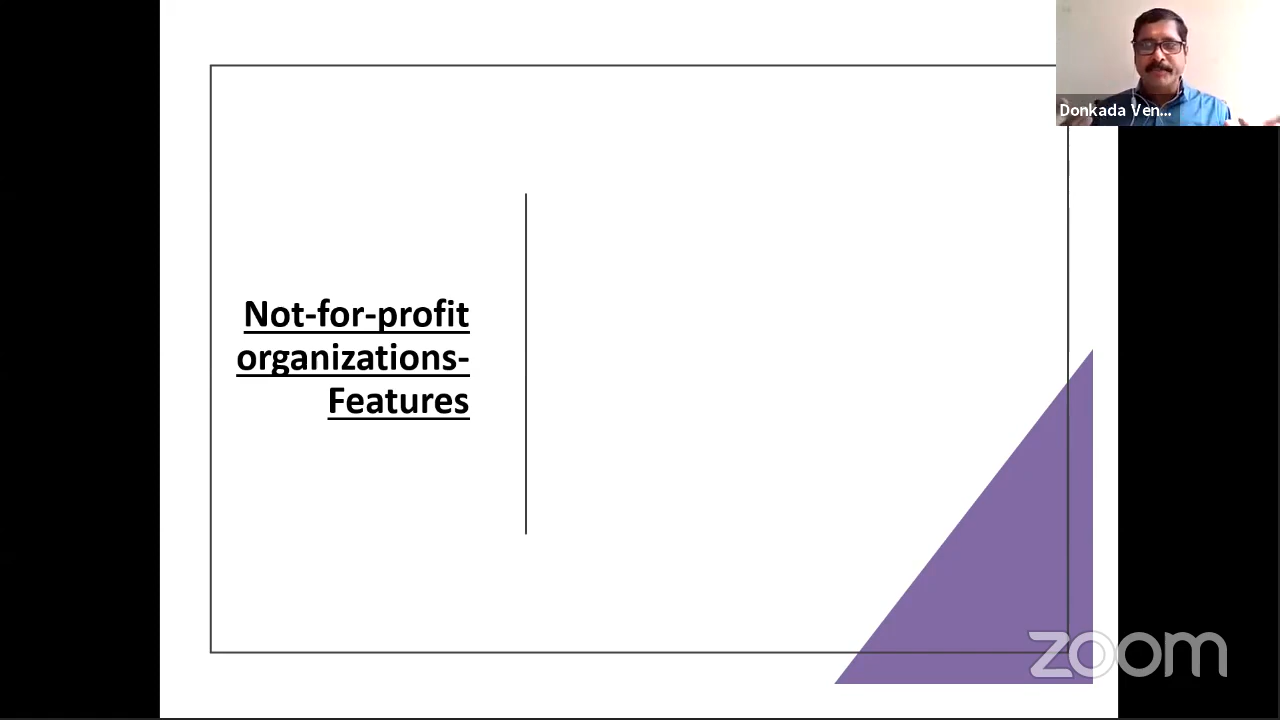 Donkada Ven...
Not-for-profit
organizations-
Features
zoom